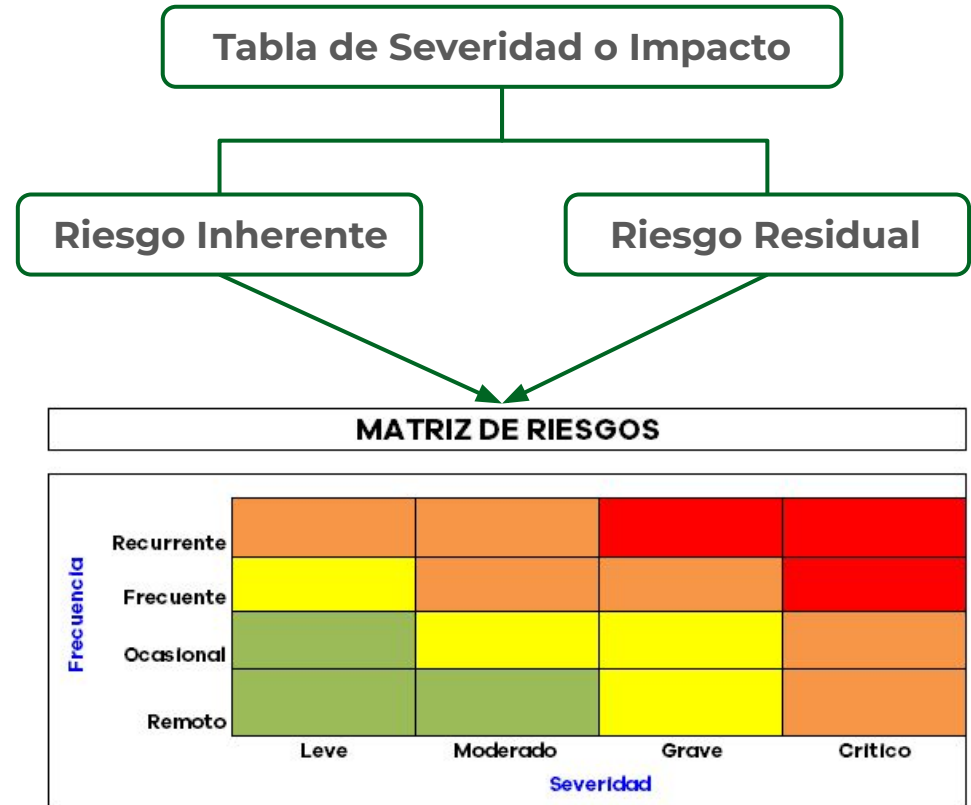 Tabla de Severidad o Impacto
Riesgo Inherente
Riesgo Residual
MATRIZ DE RIESGOS
Frecuencia
Recurrente
Frecuente
Ocasional
Remoto
Leve
Moderado
Grave
Critico
Severidad